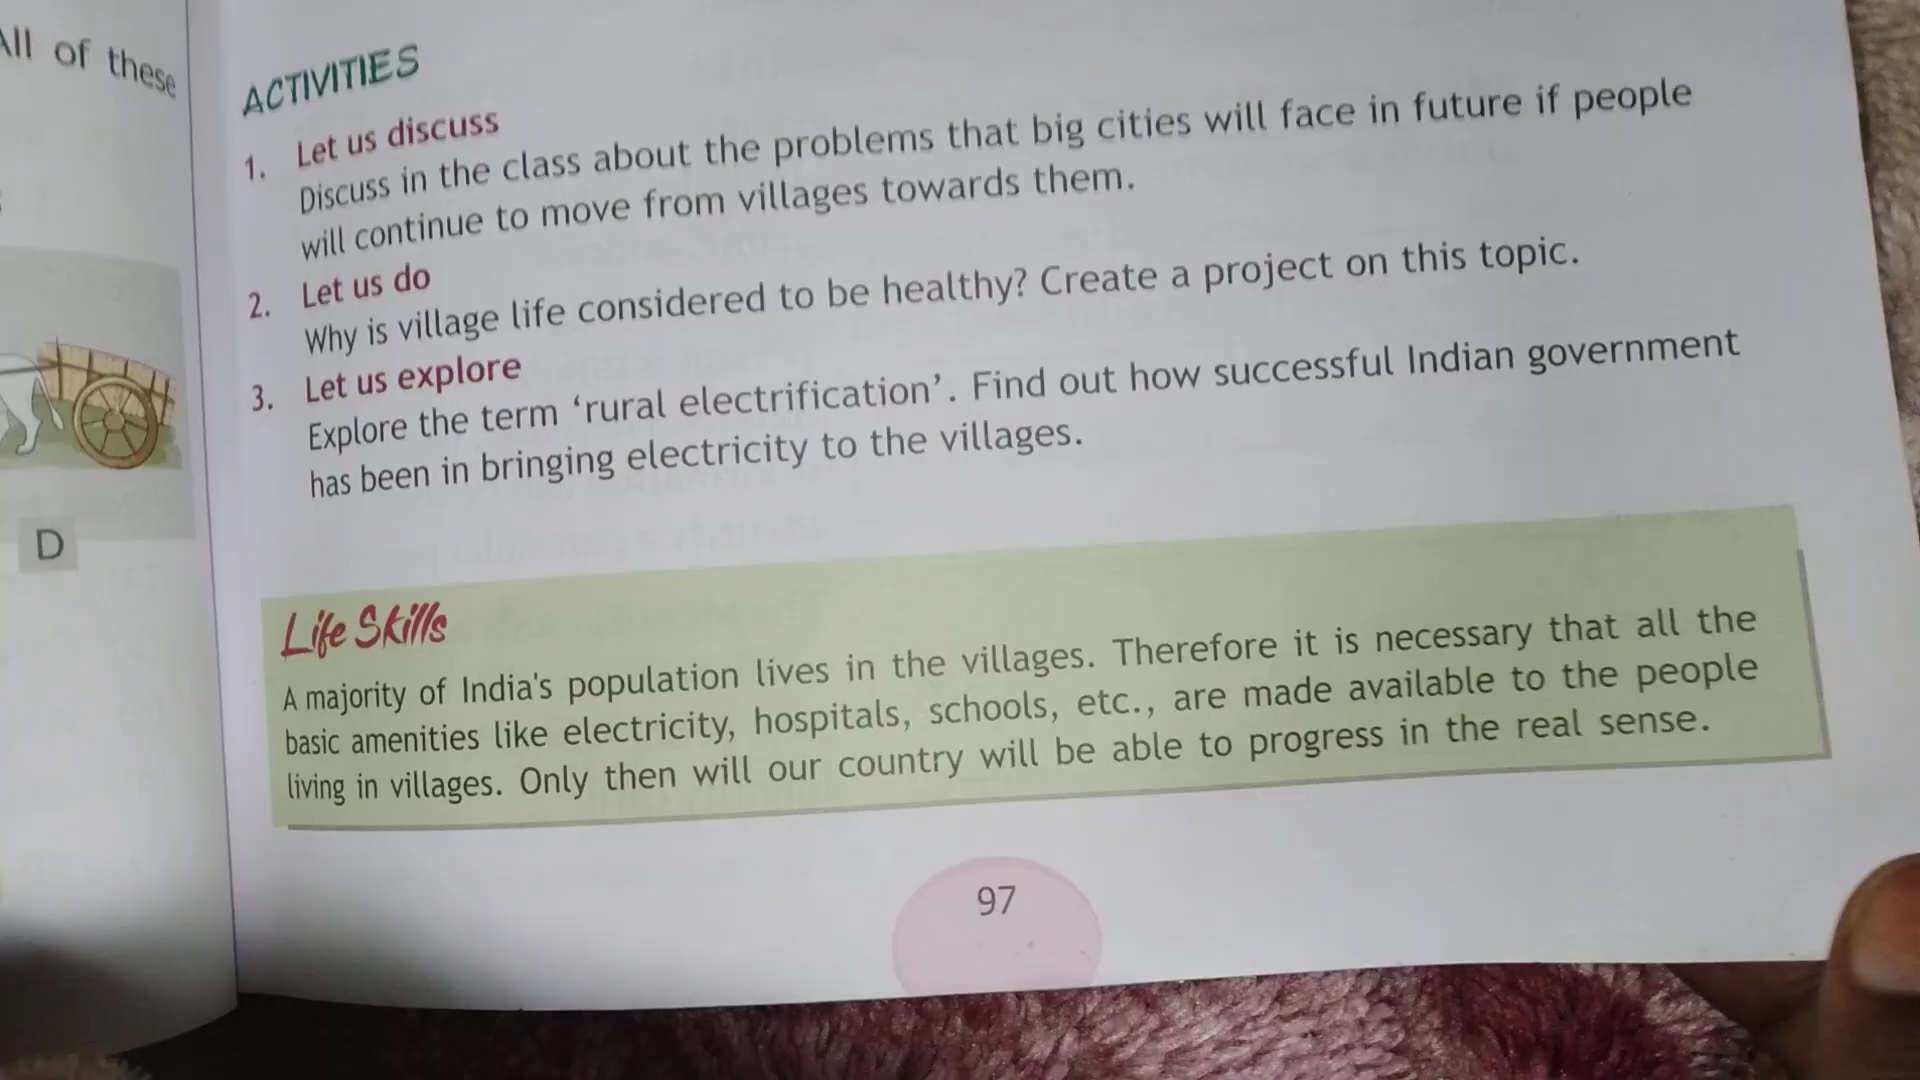 All of these
D
ACTIVITIES
1. Let us discuss
Discuss in the class about the problems that big cities will face in future if people
will continue to move from villages towards them.
2. Let us do
Why is village life considered to be healthy? Create a project on this topic.
3. Let us explore
Explore the term ‘rural electrification’. Find out how successful Indian government
has been in bringing electricity to the villages.
Life Skills
A majority of India's population lives in the villages. Therefore it is necessary that all the
basic amenities like electricity, hospitals, schools, etc., are made available to the people
living in villages. Only then will our country will be able to progress in the real sense.
97